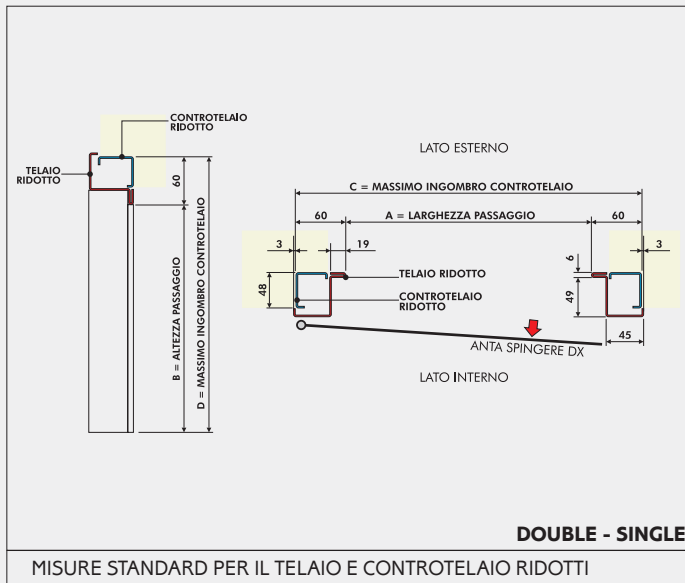 CONTROTELAIO
RIDOTTO
TELAIO
RIDOTTO
60
B = ALTEZZA PASSAGGIO
D = MASSIMO INGOMBRO CONTROTELAIO
LATO ESTERNO
C = MASSIMO INGOMBRO CONTROTELAIO
60
A = LARGHEZZA PASSAGGIO
60
3
19
6
3
TELAIO RIDOTTO
48
CONTROTELAIO
RIDOTTO
49
45
ANTA SPINGERE DX
LATO INTERNO
DOUBLE - SINGLE
MISURE STANDARD PER IL TELAIO E CONTROTELAIO RIDOTTI